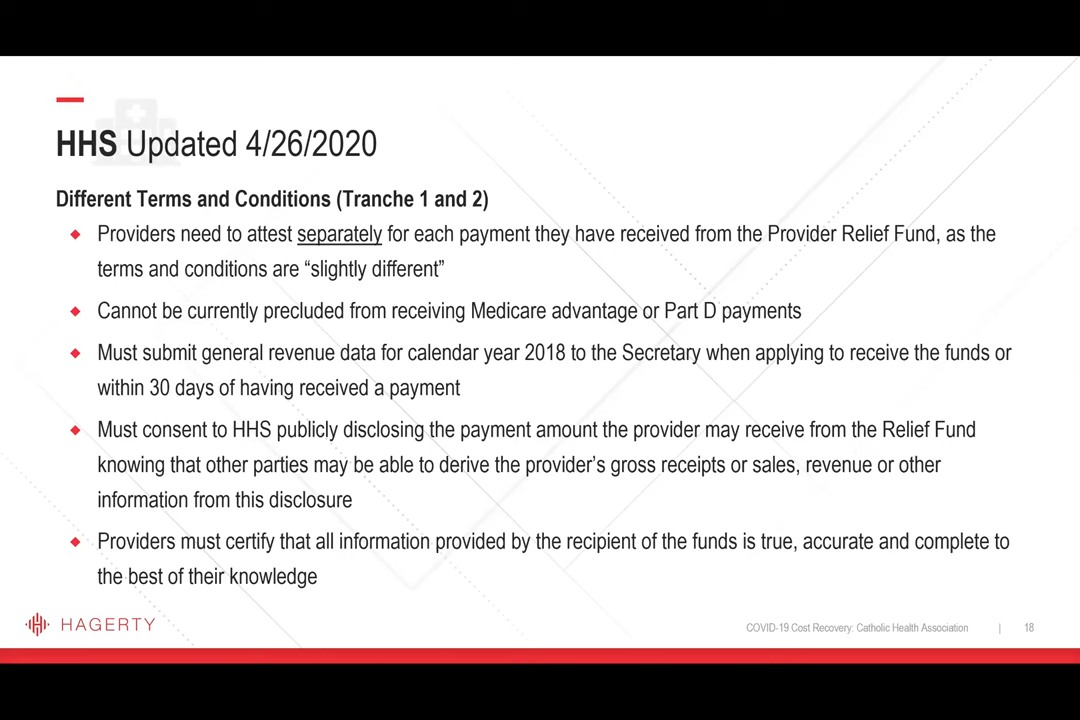 HHS Updated 4/26/2020
Different Terms and Conditions (Tranche 1 and 2)
Providers need to attest separately for each payment they have received from the Provider Relief Fund, as the
terms and conditions are “slightly different”
Cannot be currently precluded from receiving Medicare advantage or Part D payments
Must submit general revenue data for calendar year 2018 to the Secretary when applying to receive the funds or
within 30 days of having received a payment
Must consent to HHS publicly disclosing the payment amount the provider may receive from the Relief Fund
knowing that other parties may be able to derive the provider’s gross receipts or sales, revenue or other
information from this disclosure
Providers must certify that all information provided by the recipient of the funds is true, accurate and complete to
the best of their knowledge
HAGERTY
COVID-19 Cost Recovery: Catholic Health Association | 18